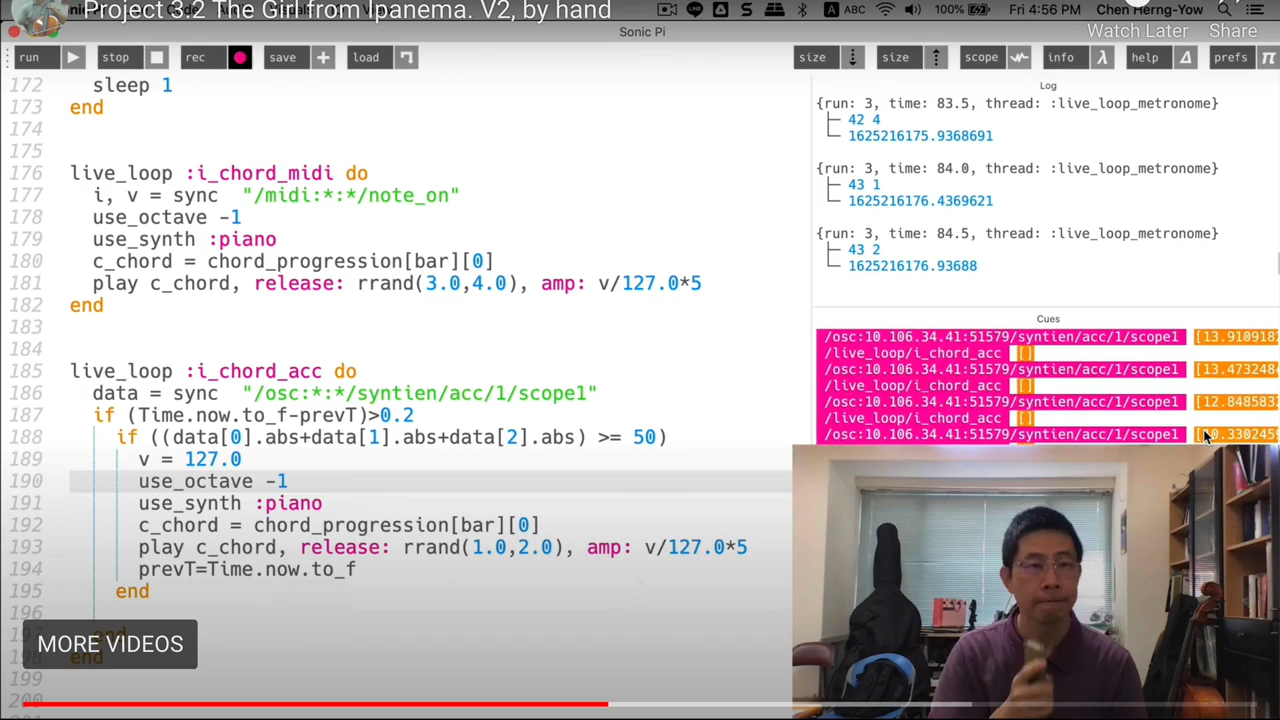 Project 3.2 The Girl from Ipanema. V2, by hand
ABC
100%
Fri 4:56 PM Chen Herng-Yow
Sonic Pi
Watch Later Share
run stop rec save + load size size scope info λ help prefs π
172 sleep 1
173 end
174
175
176 live_loop :i_chord_midi do
177 i, v = sync "/midi:*:*/note_on"
178 use_octave -1
179 use_synth :piano
180 c_chord = chord_progression[bar][0]
181 play c_chord, release: rrand(3.0,4.0), amp: v/127.0*5
182 end
183
184
185 live_loop :i_chord_acc do
186 data = sync "/osc:*:*/syntien/acc/1/scope1"
187 if (Time.now.to_f-prevT)>0.2
188 if ((data[0].abs+data[1].abs+data[2].abs) >= 50)
189 v = 127.0
190 use_octave -1
191 use_synth :piano
192 c_chord = chord_progression[bar][0]
193 play c_chord, release: rrand(1.0,2.0), amp: v/127.0*5
194 prevT=Time.now.to_f
195 end
196
end
end
199
MORE VIDEOS
Log
{run: 3, time: 83.5, thread: :live_loop_metronome}
42 4
1625216175.9368691
{run: 3, time: 84.0, thread: :live_loop_metronome}
43 1
1625216176.4369621
{run: 3, time: 84.5, thread: :live_loop_metronome}
43 2
1625216176.93688
Cues
/osc:10.106.34.41:51579/syntien/acc/1/scope1 [13.9109182
/live_loop/i_chord_acc []
/osc:10.106.34.41:51579/syntien/acc/1/scope1 [13.4732484
/live_loop/i_chord_acc []
/osc:10.106.34.41:51579/syntien/acc/1/scope1 [12.8485832
/live_loop/i_chord_acc []
/osc:10.106.34.41:51579/syntien/acc/1/scope1